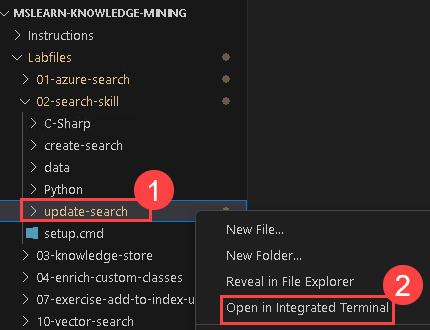 MSLEARN-KNOWLEDGE-MINING
Instructions
Labfiles
01-azure-search
02-search-skill
C-Sharp
create-search
data
Python
1
update-search
setup.cmd
03-knowledge-store
04-enrich-custom-classes
07-exercise-add-to-index-u
10-vector-search
New File...
New Folder...
Reveal in File Explorer
2
Open in Integrated Terminal